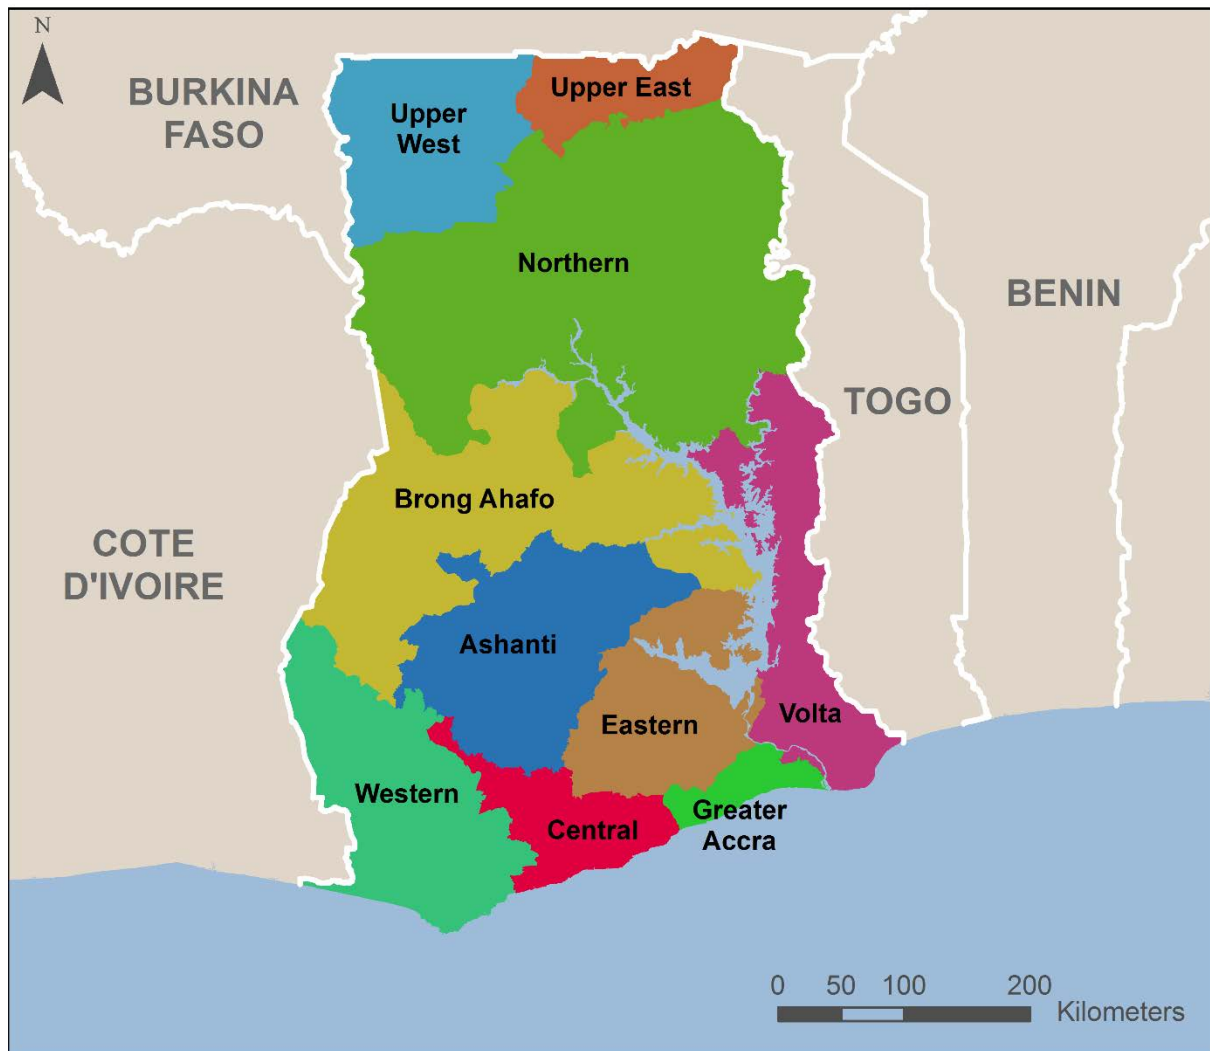 N
BURKINA
FASO
Upper East
Upper
West
Northern
BENIN
TOGO
Brong Ahafo
COTE
D'IVOIRE
Ashanti
Volta
Eastern
Western
Greater
Accra
Central
0 50 100 200
Kilometers